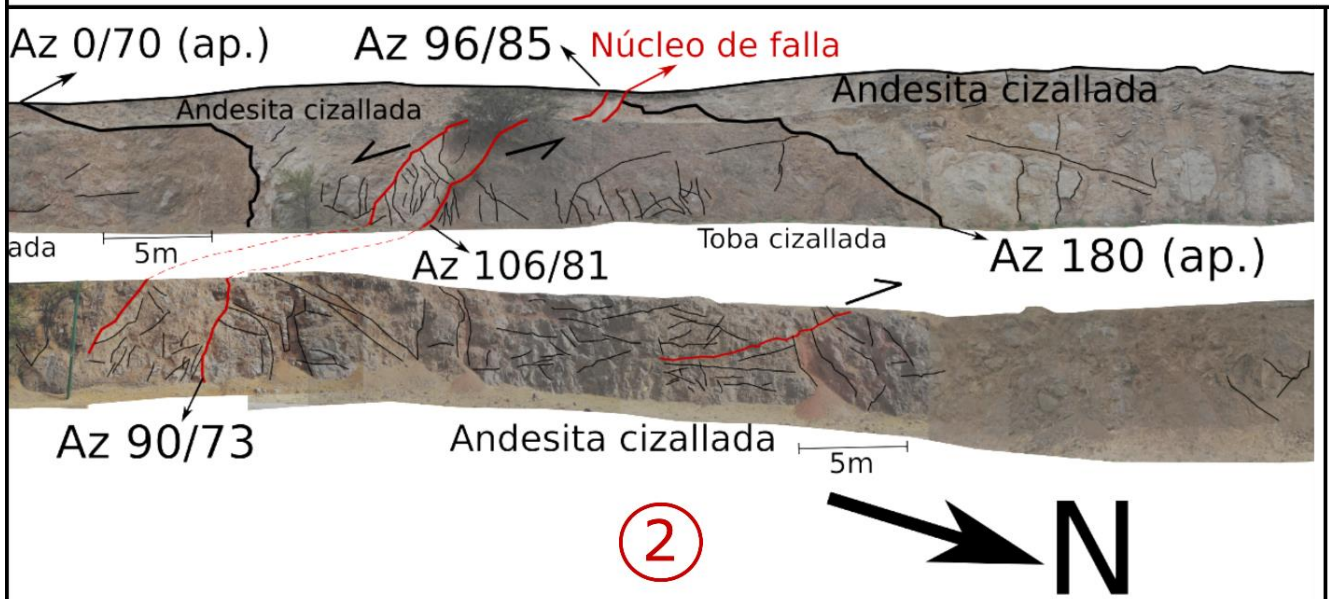 Az 0/70 (ap.)
Az 96/85
Núcleo de falla
Andesita cizallada
Andesita cizallada
ada
5m
Az 106/81
Toba cizallada
Az 180 (ap.)
Az 90/73
Andesita cizallada
5m
2
N